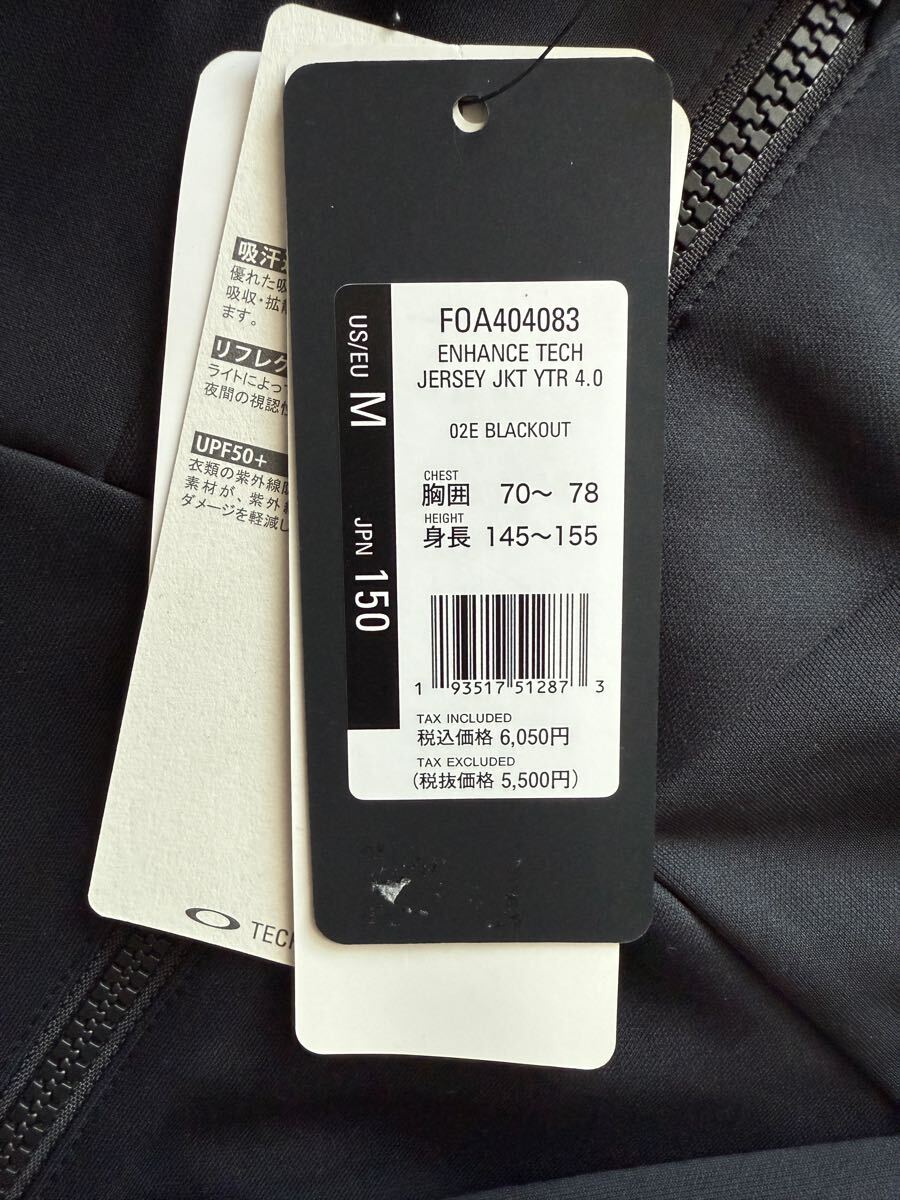 吸汗
優れた吸
吸収・拡散
ます。
リフレク
ライトによって
夜間の視認性
UPF50+
衣類の紫外線
素材が、紫外線
ダメージを軽減し
TECH
US/EU M
JPN 150
FOA404083
ENHANCE TECH
JERSEY JKT YTR 4.0
02E BLACKOUT
CHEST
胸囲 70～ 78
HEIGHT
身長 145～155
1 93517 51287 3
TAX INCLUDED
税込価格 6,050円
TAX EXCLUDED
(税抜価格 5,500円)